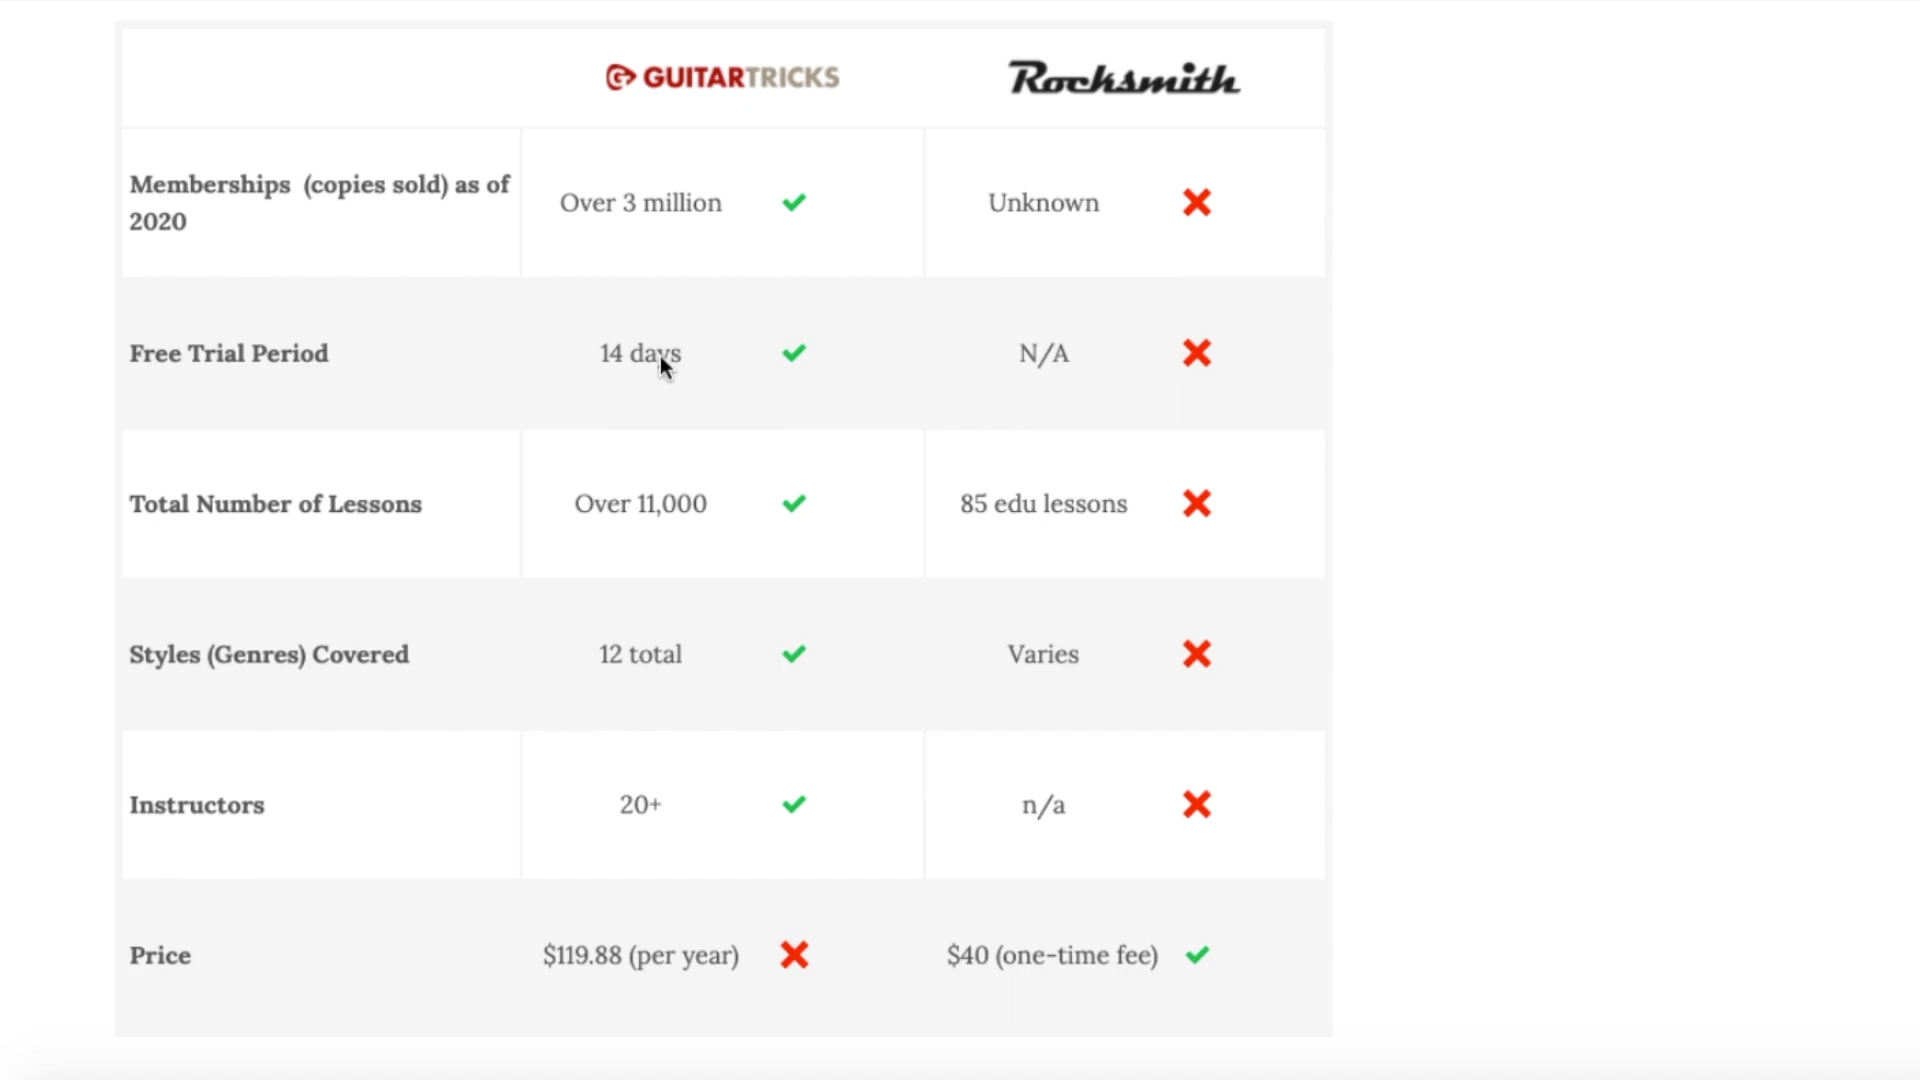 GUITARTRICKS Rocksmith
Memberships (copies sold) as of
2020
Over 3 million
Unknown
Free Trial Period
14 days
N/A
Total Number of Lessons
Over 11,000
85 edu lessons
Styles (Genres) Covered
12 total
Varies
Instructors
20+
n/a
Price
$119.88 (per year)
$40 (one-time fee)